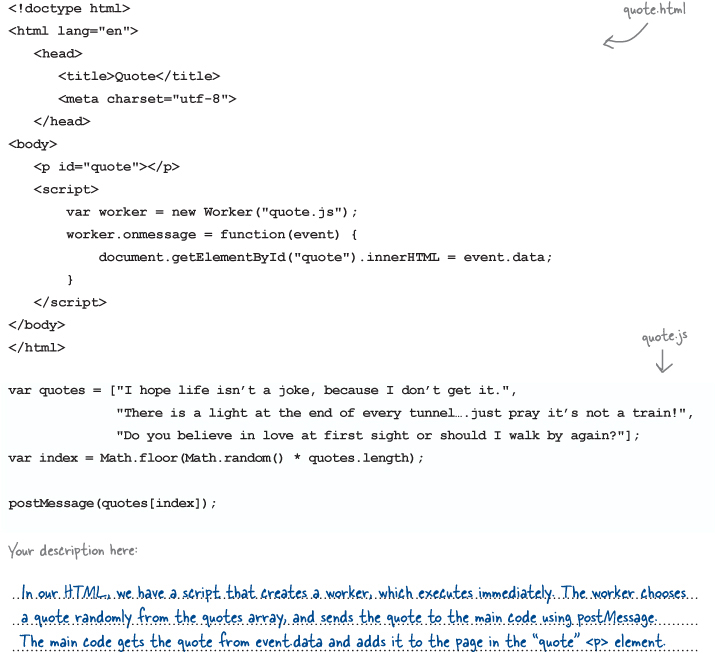 <!doctype html>
quote.html
<html lang="en">
<head>
<title>Quote</title>
<meta charset="utf-8">
</head>
<body>
<p id="quote"></p>
<script>
var worker = new Worker("quote.js");
worker.onmessage = function(event) {
document.getElementById("quote").innerHTML = event.data;
}
</script>
</body>
</html>
quote.js
var quotes = ["I hope life isn’t a joke, because I don’t get it.",
"There is a light at the end of every tunnel….just pray it’s not a train!",
"Do you believe in love at first sight or should I walk by again?"];
var index = Math.floor(Math.random() * quotes.length);
postMessage(quotes[index]);
Your description here:
In our HTML, we have a script that creates a worker, which executes immediately. The worker chooses
a quote randomly from the quotes array, and sends the quote to the main code using postMessage.
The main code gets the quote from event.data and adds it to the page in the “quote” <p> element.